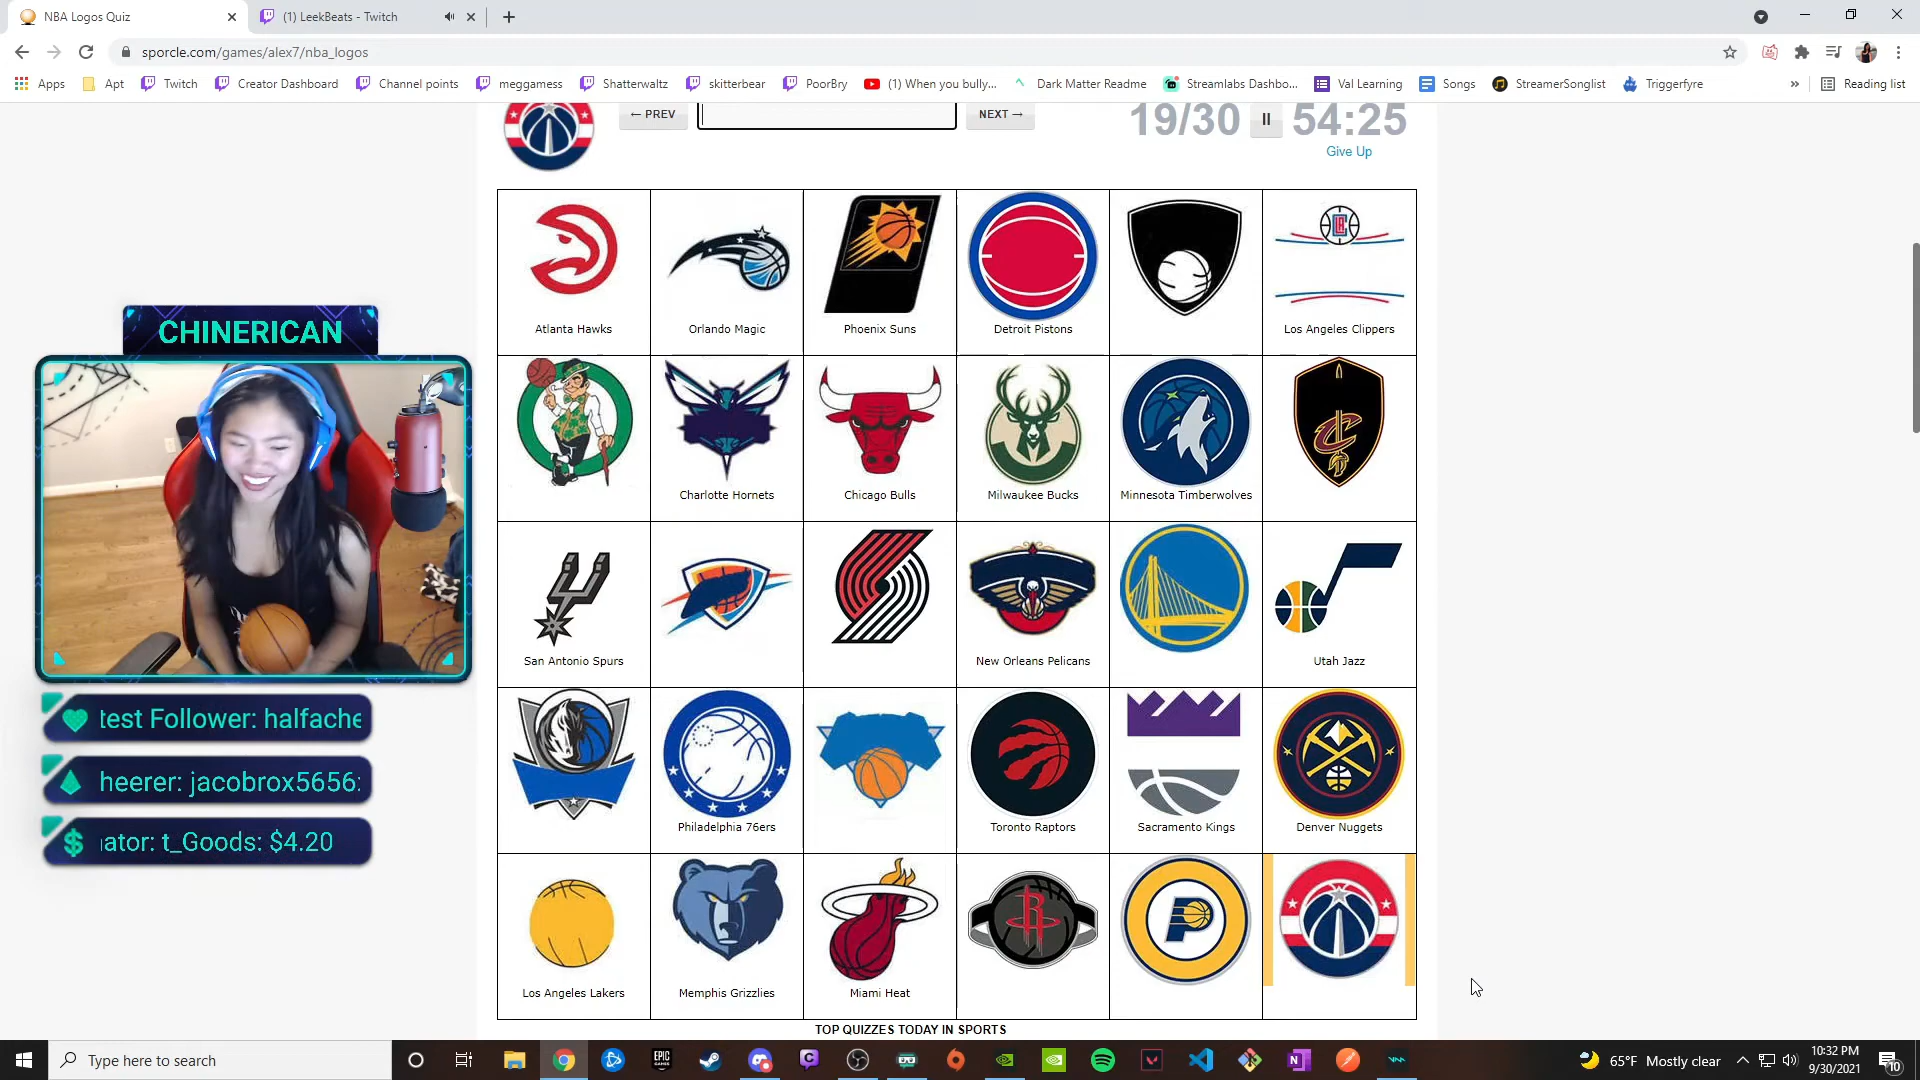 NBA Logos Quiz
(1) LeekBeats - Twitch
sporcle.com/games/alex7/nba_logos
Apps
Apt
Twitch
Creator Dashboard
Channel points
meggamess
Shatterwaltz
skitterbear
PoorBry
(1) When you bully...
Dark Matter Readme
Streamlabs Dashbo...
Val Learning
Songs
StreamerSonglist
Triggerfyre
»
Reading list
← PREV
NEXT →
19/30
54:25
Give Up
Atlanta Hawks
Orlando Magic
Phoenix Suns
Detroit Pistons
Los Angeles Clippers
Charlotte Hornets
Chicago Bulls
Milwaukee Bucks
Minnesota Timberwolves
San Antonio Spurs
New Orleans Pelicans
Utah Jazz
Philadelphia 76ers
Toronto Raptors
Sacramento Kings
Denver Nuggets
Los Angeles Lakers
Memphis Grizzlies
Miami Heat
TOP QUIZZES TODAY IN SPORTS
CHINERICAN
test Follower: halfache
heerer: jacobrox5656:
ator: t_Goods: $4.20
Type here to search
EPIC GAMES
65°F Mostly clear
10:32 PM
9/30/2021
10